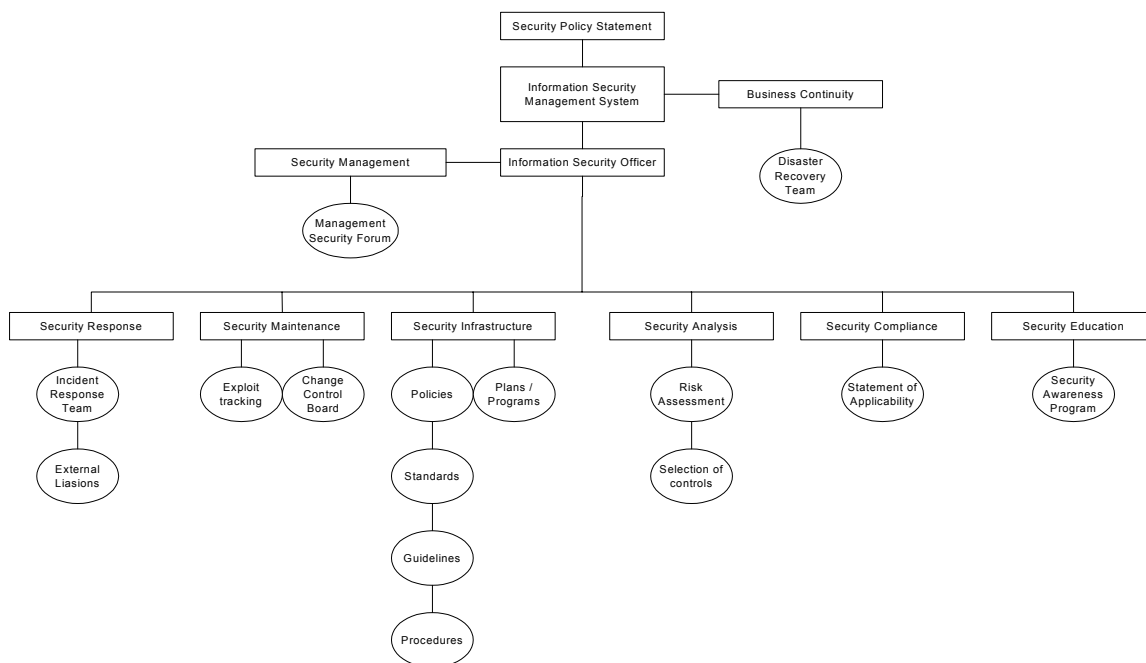 Security Policy Statement
Information Security
Management System
Business Continuity
Security Management
Information Security Officer
Disaster
Recovery
Team
Management
Security Forum
Security Response
Security Maintenance
Security Infrastructure
Security Analysis
Security Compliance
Security Education
Incident
Response
Team
Exploit
tracking
Change
Control
Board
Policies
Plans /
Programs
Risk
Assessment
Statement of
Applicability
Security
Awareness
Program
External
Liasions
Standards
Selection of
controls
Guidelines
Procedures